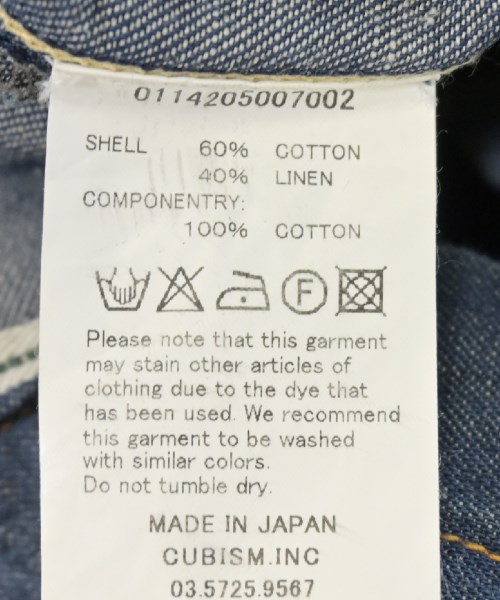 0114205007002
SHELL 60% COTTON
40% LINEN
COMPONENTRY:
100% COTTON
F
Please note that this garment
may stain other articles of
clothing due to the dye that
has been used. We recommend
this garment to be washed
with similar colors.
Do not tumble dry.
MADE IN JAPAN
CUBISM.INC
03.5725.9567